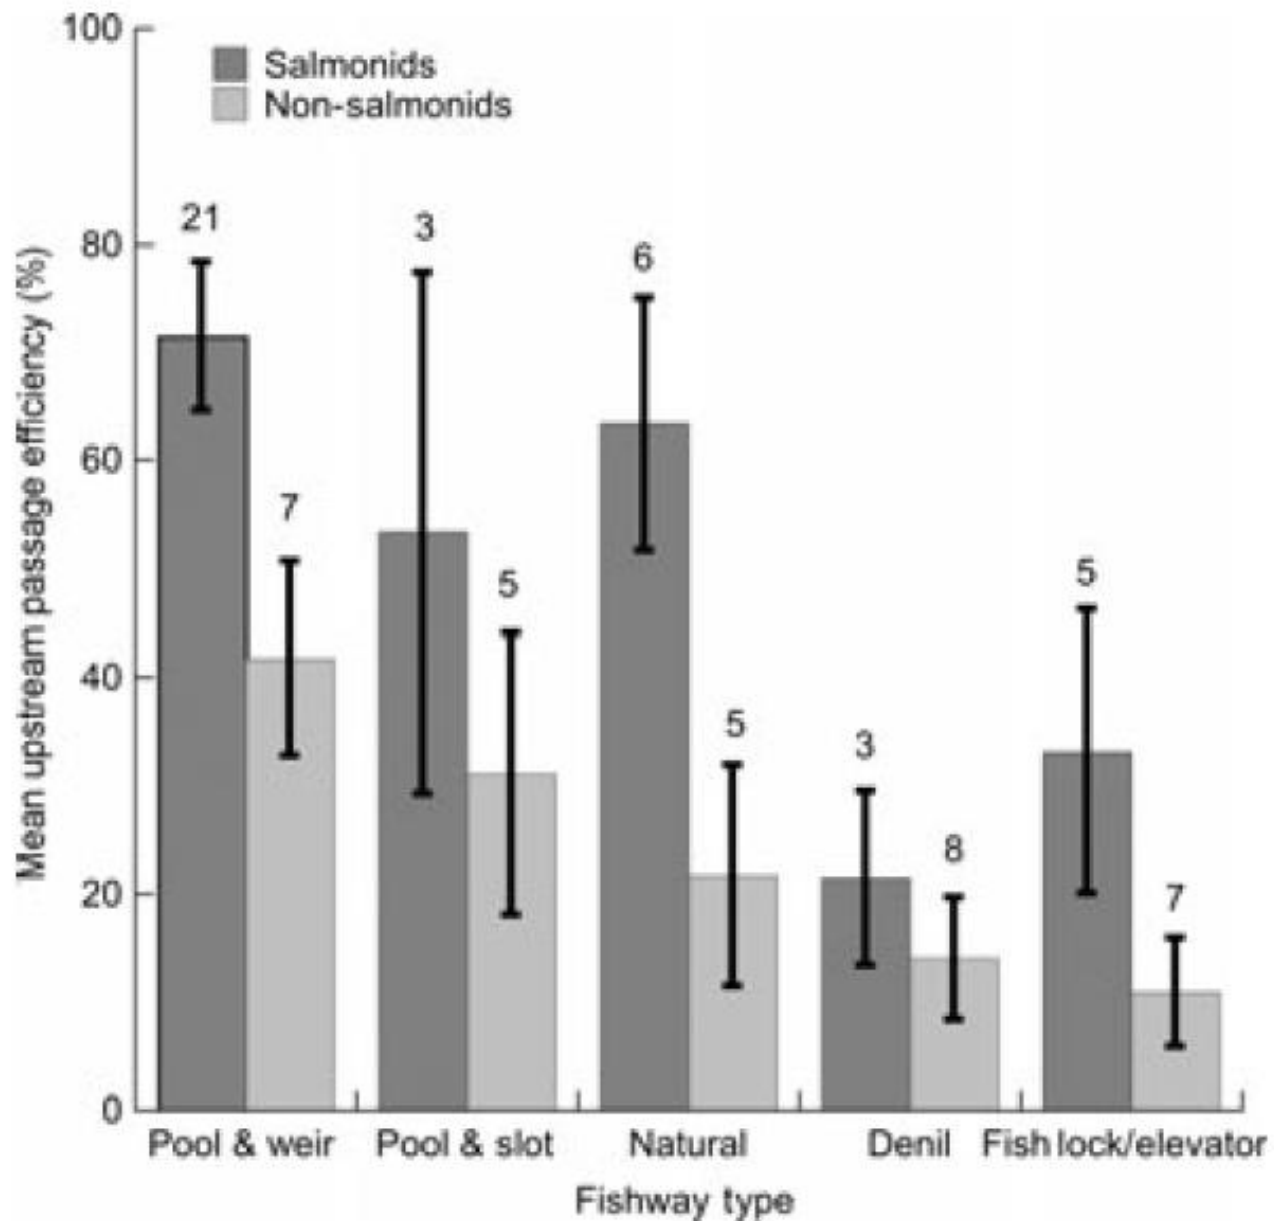 100
Salmonids
Non-salmonids
21
3
80
6
7
60
5
5
40
5
3
8
20
7
0
Pool & weir
Pool & slot
Natural
Denil
Fish lock/elevator
Fishway type
Mean upstream passage efficiency (%)